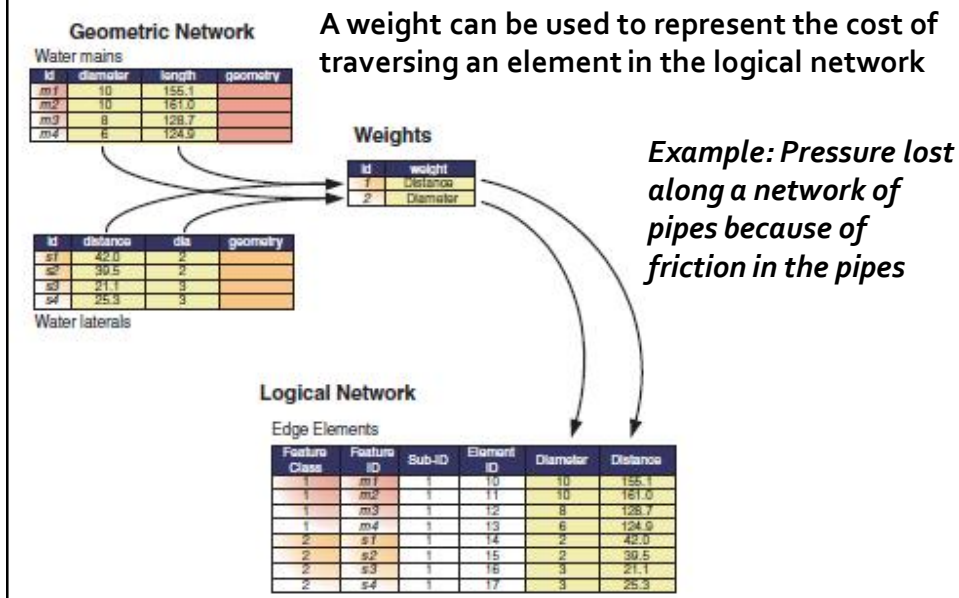 Geometric Network
A weight can be used to represent the cost of
traversing an element in the logical network
Water mains
Id diameter length geometry
m1 10 155.1
m2 10 161.0
m3 8 128.7
m4 6 124.9
Weights
Id weight
1 Distance
2 Diameter
Example: Pressure lost
along a network of
pipes because of
friction in the pipes
Id distance dia geometry
s1 42.0 2
s2 39.5 2
s3 21.1 3
s4 25.3 3
Water laterals
Logical Network
Edge Elements
Feature Class Feature ID Sub-ID Element ID Diameter Distance
1 m1 1 10 10 155.1
1 m2 1 11 10 161.0
1 m3 1 12 8 128.7
1 m4 1 13 6 124.9
2 s1 1 14 2 42.0
2 s2 1 15 2 39.5
2 s3 1 16 3 21.1
2 s4 1 17 3 25.3